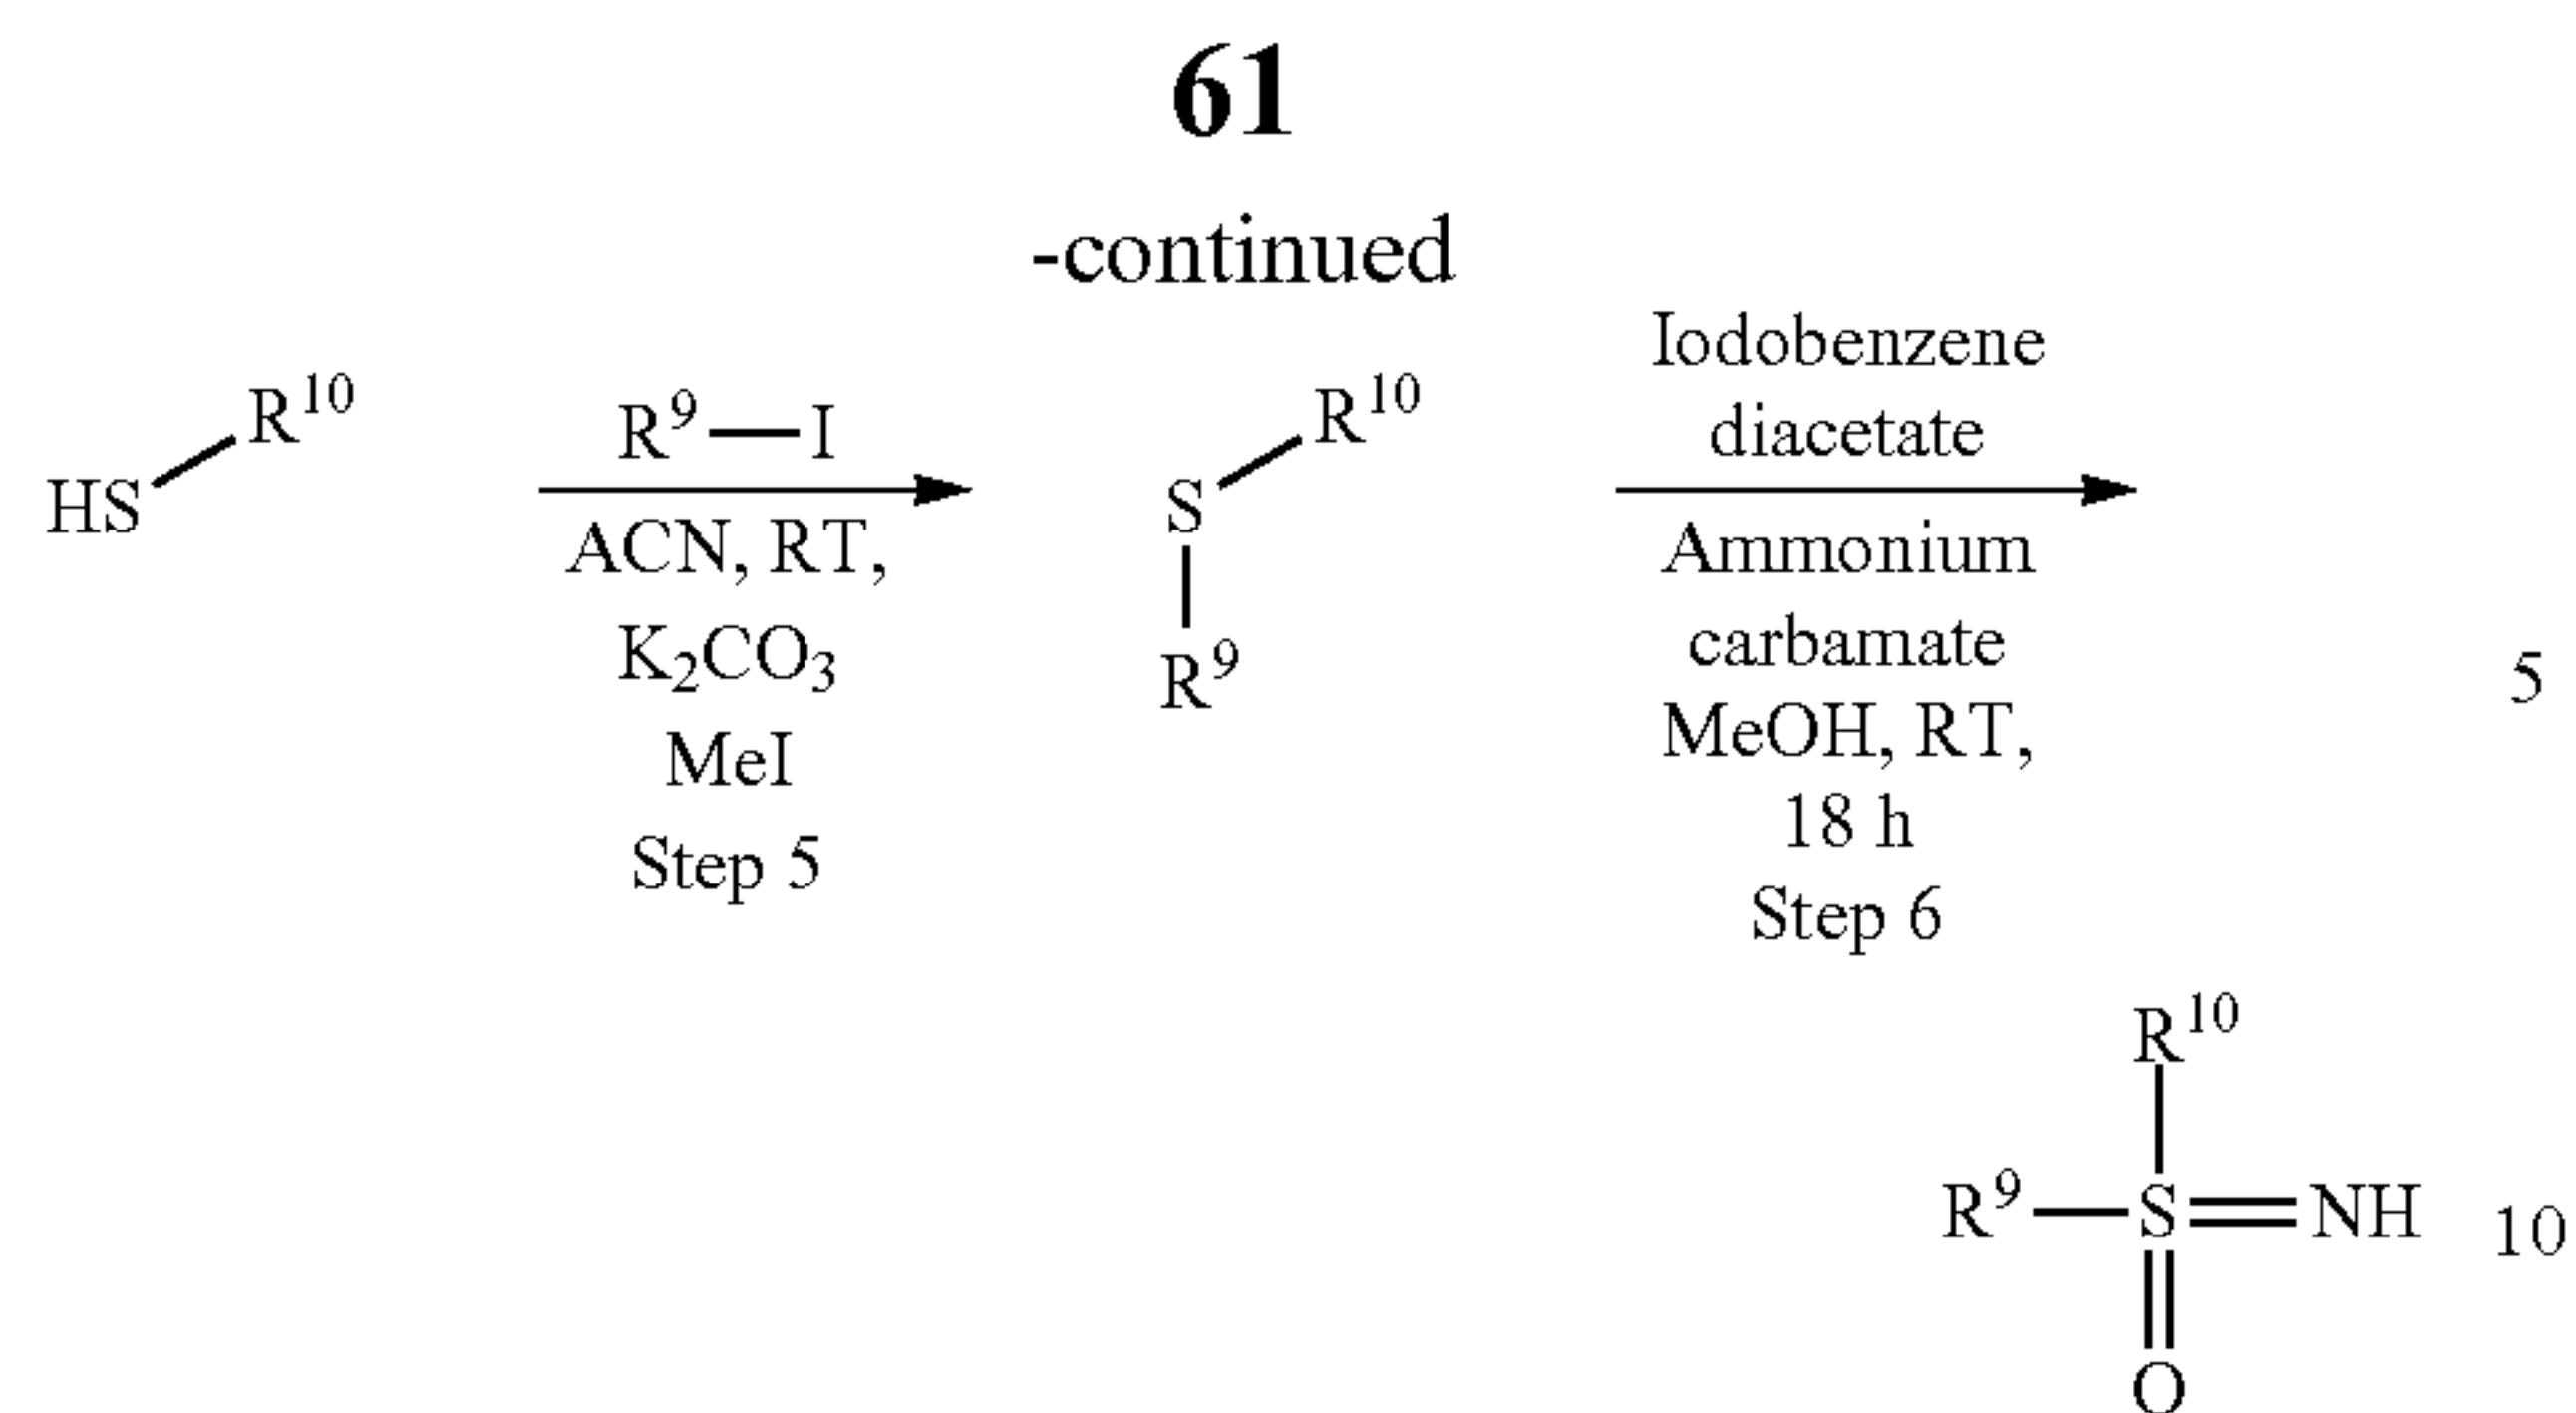 61
-continued
HS
R10
R9—I
ACN, RT,
K2CO3
MeI
Step 5
R10
S
R9
Iodobenzene
diacetate
Ammonium
carbamate
MeOH, RT,
18 h
Step 6
5
R10
R9 S NH
O
10